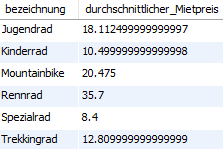 bezeichnung durchschnittlicher_Mietpreis
Jugendrad 18.112499999999997
Kinderrad 10.499999999999998
Mountainbike 20.475
Rennrad 35.7
Spezialrad 8.4
Trekkingrad 12.809999999999999